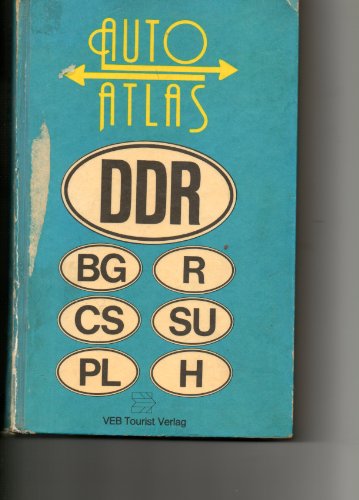 AUTO
ATLAS
DDR
BG R
CS SU
PL H
VEB Tourist Verlag